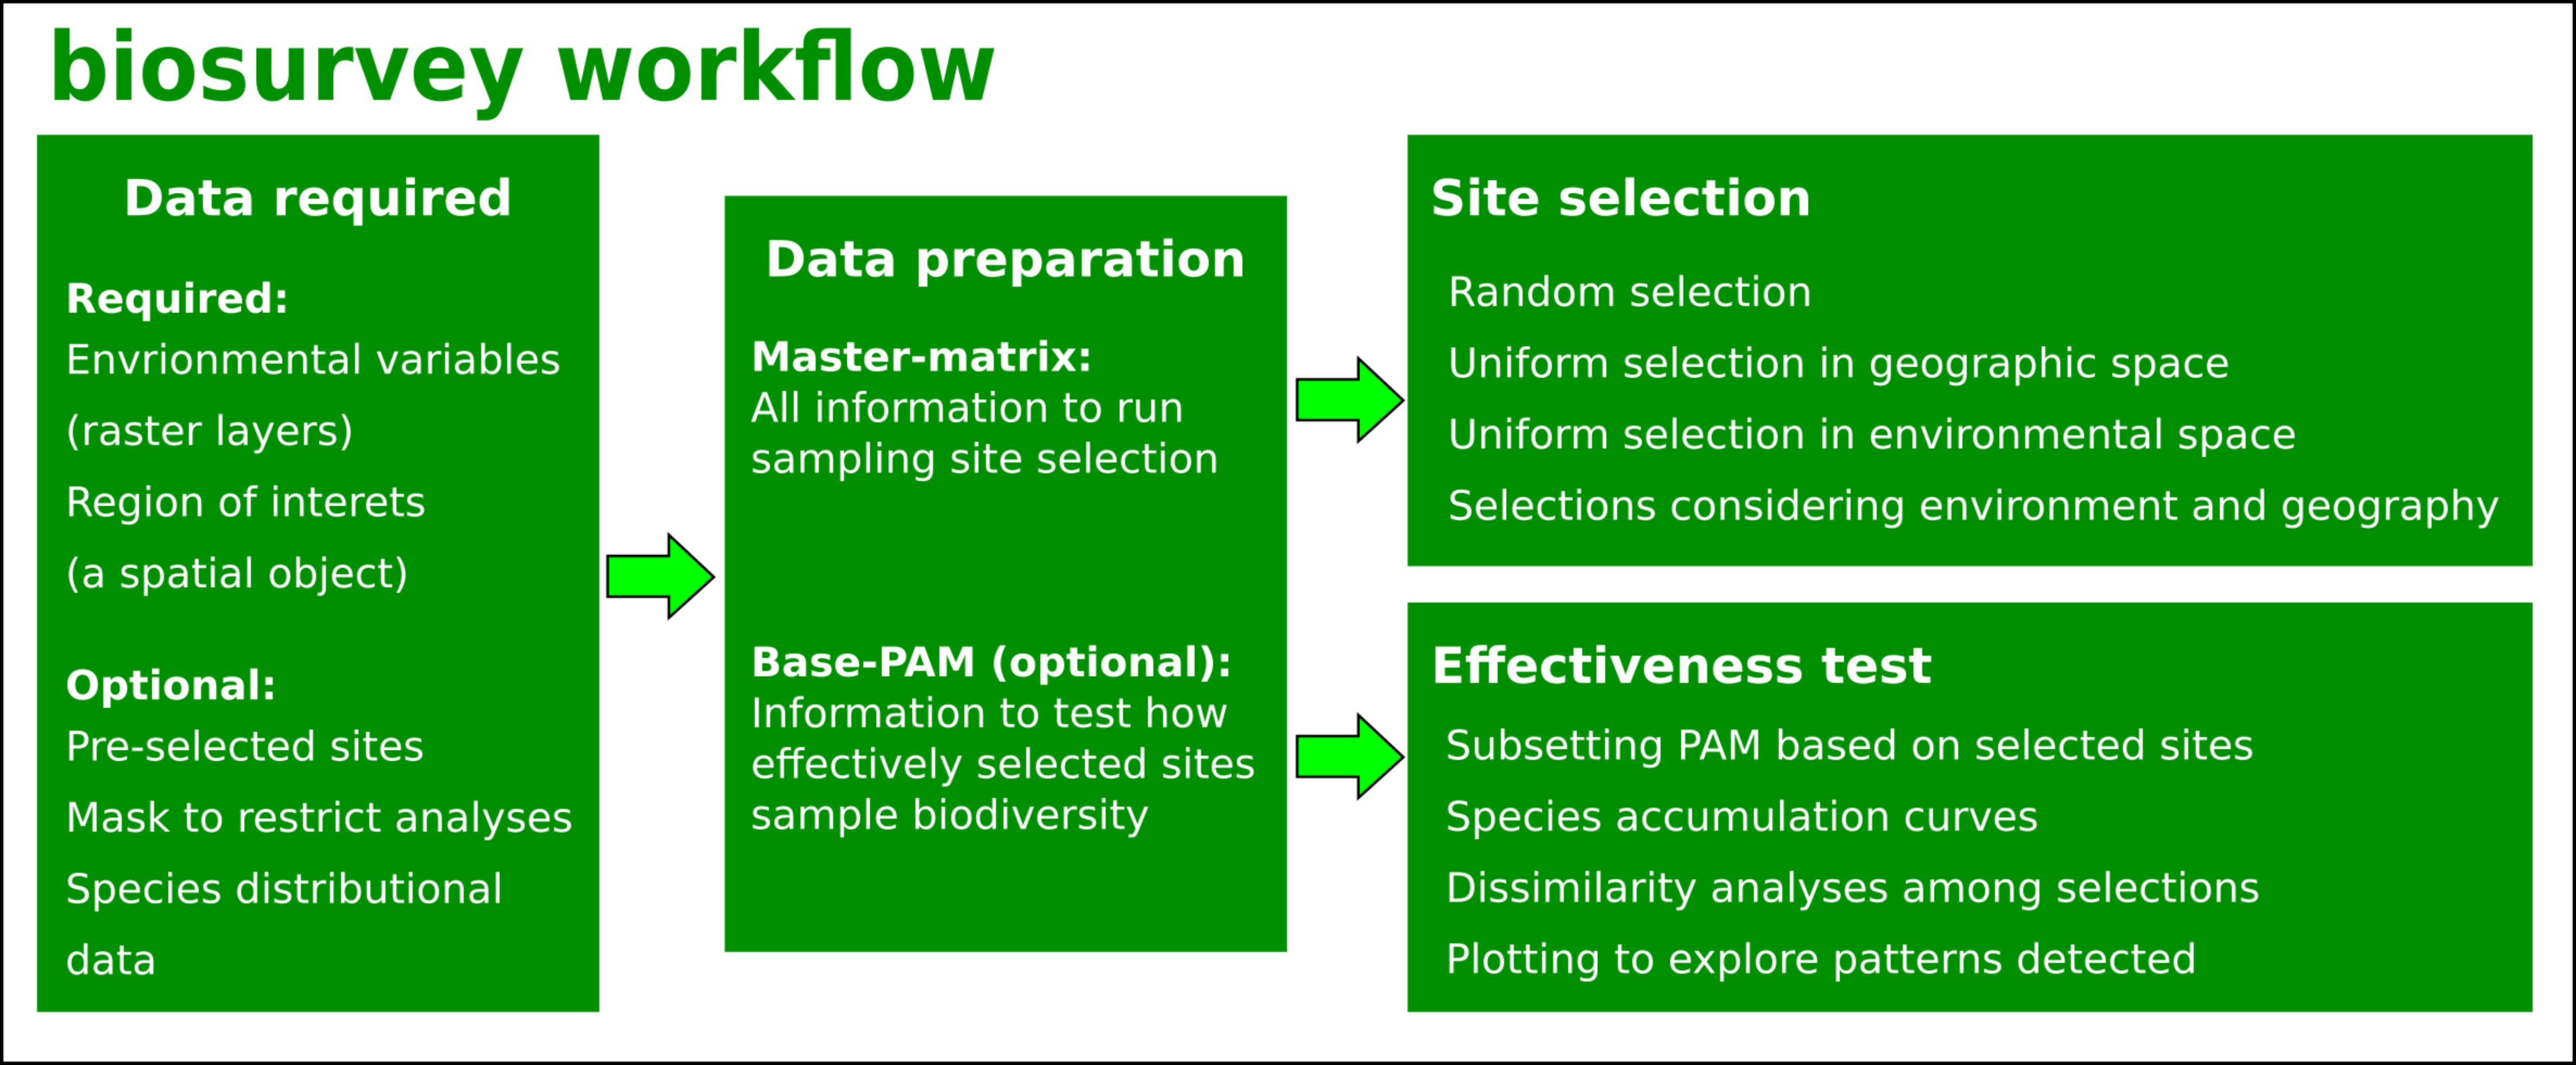 biosurvey workflow
Data required
Required:
Envrionmental variables
(raster layers)
Region of interets
(a spatial object)
Optional:
Pre-selected sites
Mask to restrict analyses
Species distributional
data
Data preparation
Master-matrix:
All information to run
sampling site selection
Base-PAM (optional):
Information to test how
effectively selected sites
sample biodiversity
Site selection
Random selection
Uniform selection in geographic space
Uniform selection in environmental space
Selections considering environment and geography
Effectiveness test
Subsetting PAM based on selected sites
Species accumulation curves
Dissimilarity analyses among selections
Plotting to explore patterns detected